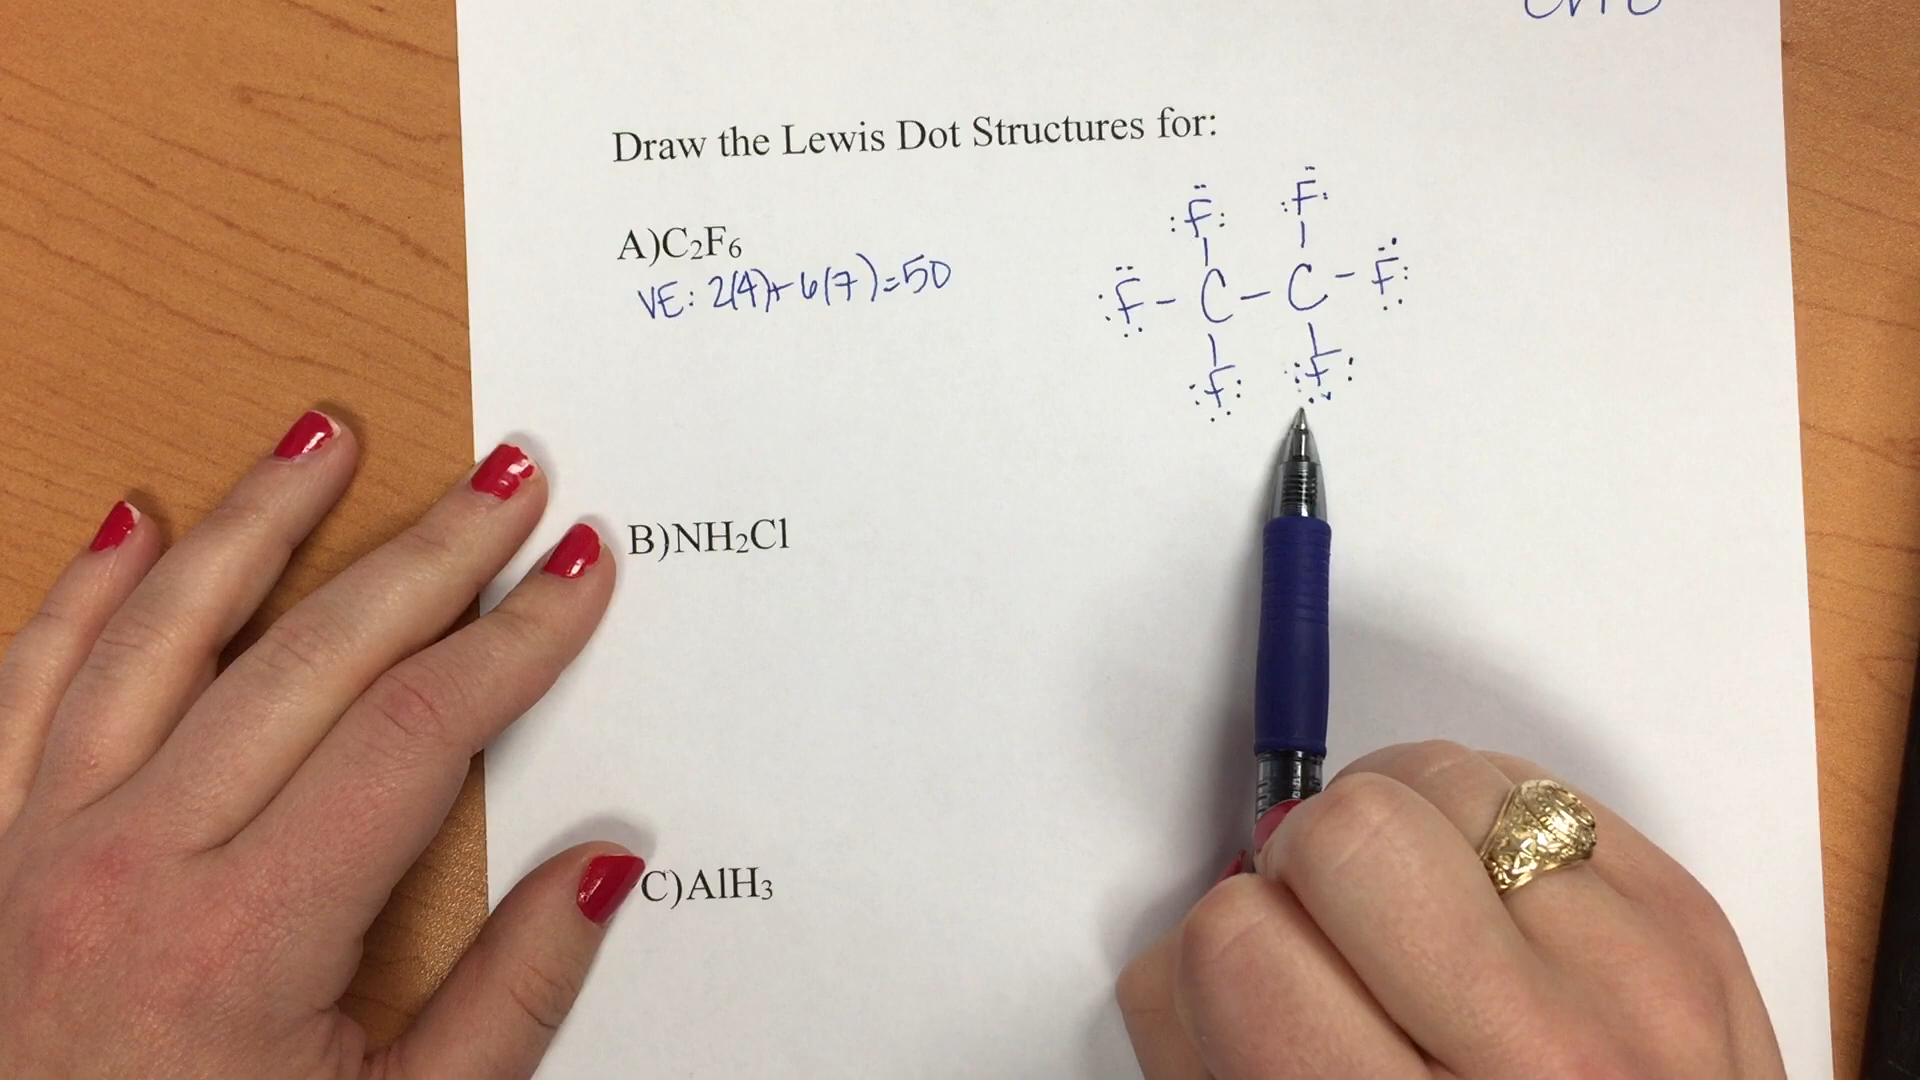 Draw the Lewis Dot Structures for:
A)C₂F₆
VE: 2(4)+6(7)=50
F F
F - C - C - F
F F
B)NH₂Cl
C)AlH₃